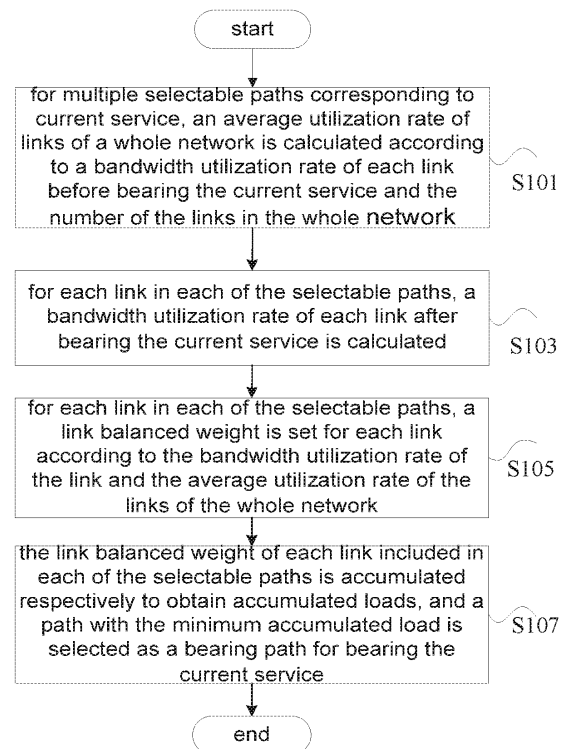 start
for multiple selectable paths corresponding to
current service, an average utilization rate of
links of a whole network is calculated according
to a bandwidth utilization rate of each link
before bearing the current service and the
number of the links in the whole network
S101
for each link in each of the selectable paths, a
bandwidth utilization rate of each link after
bearing the current service is calculated
S103
for each link in each of the selectable paths, a
link balanced weight is set for each link
according to the bandwidth utilization rate of
the link and the average utilization rate of the
links of the whole network
S105
the link balanced weight of each link included in
each of the selectable paths is accumulated
respectively to obtain accumulated loads, and a
path with the minimum accumulated load is
selected as a bearing path for bearing the
current service
S107
end